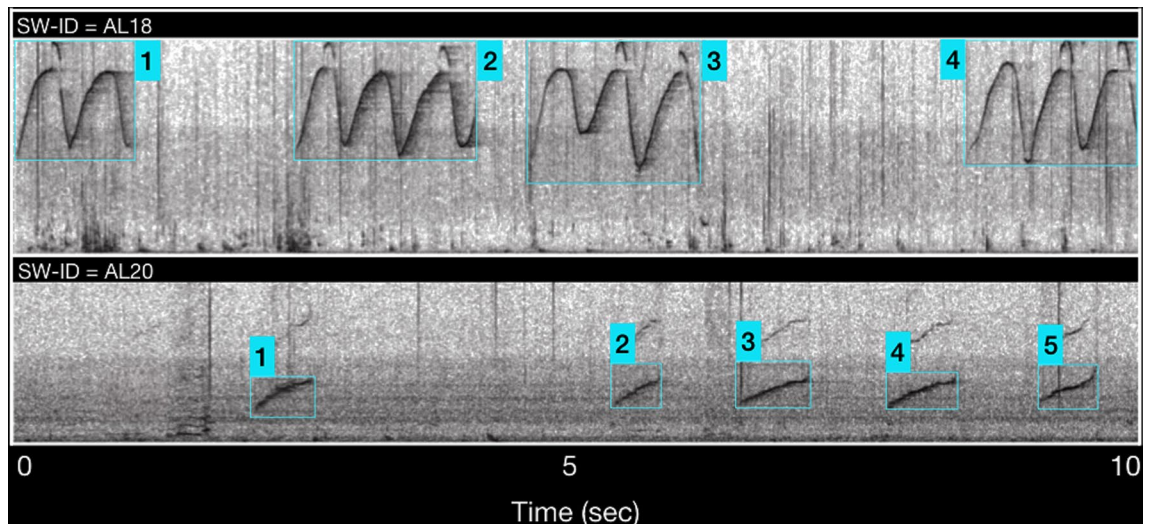 SW-ID = AL18
1 2 3 4
SW-ID = AL20
1 2 3 4 5
0 5 10
Time (sec)